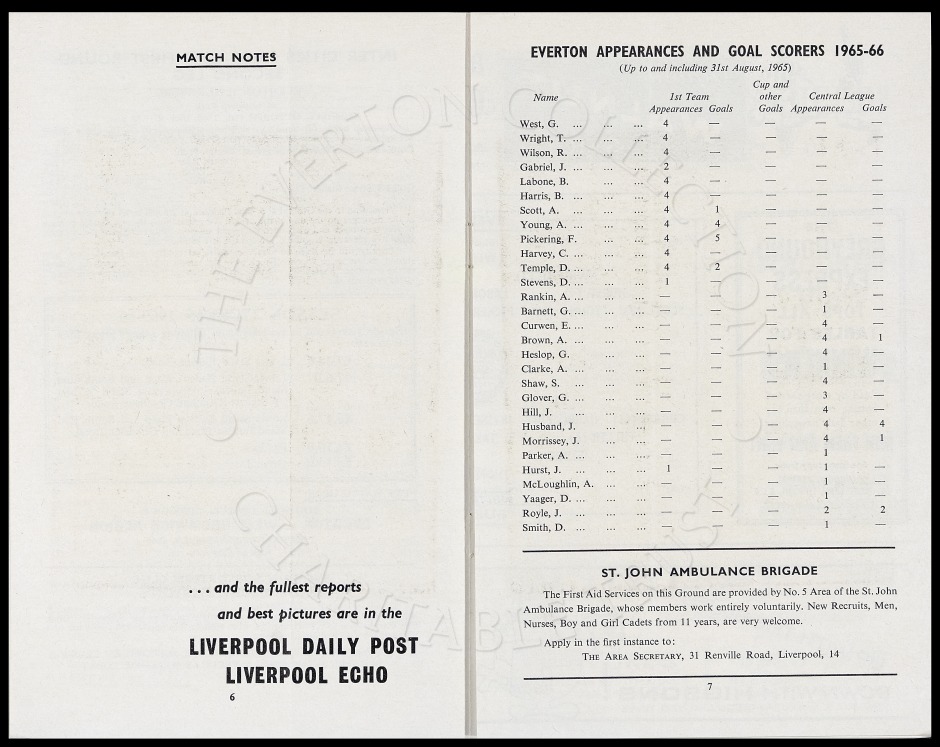 MATCH NOTES
. . . and the fullest reports
and best pictures are in the
LIVERPOOL DAILY POST
LIVERPOOL ECHO
6
EVERTON APPEARANCES AND GOAL SCORERS 1965-66
(Up to and including 31st August, 1965)
Name 1st Team Appearances Goals Cup and other Goals Central League Appearances Goals
West, G. ... ... ... 4 — — — —
Wright, T. ... ... ... 4 — — — —
Wilson, R. ... ... ... 4 — — — —
Gabriel, J. ... ... ... 2 — — — —
Labone, B. ... ... 4 — — — —
Harris, B. ... ... ... 4 — — — —
Scott, A. ... ... ... 4 1 — — —
Young, A. ... ... ... 4 4 — — —
Pickering, F. ... ... 4 5 — — —
Harvey, C. ... ... ... 4 — — — —
Temple, D. ... ... ... 4 2 — — —
Stevens, D. ... ... ... 1 — — — —
Rankin, A. ... ... ... — — — 3 —
Barnett, G. ... ... ... — — — 1 —
Curwen, E. ... ... ... — — — 4 —
Brown, A. ... ... ... — — — 4 1
Heslop, G. ... ... — — — 4 —
Clarke, A. ... ... ... — — — 1 —
Shaw, S. ... ... ... — — — 4 —
Glover, G. ... ... ... — — — 3 —
Hill, J. ... ... ... — — — 4 —
Husband, J. ... ... — — — 4 4
Morrissey, J. ... ... — — — 4 1
Parker, A. ... ... ... — — — 1
Hurst, J. ... ... ... 1 — — 1 —
McLoughlin, A. ... ... — — — 1 —
Yaager, D. ... ... ... — — — 1 —
Royle, J. ... ... ... — — — 2 2
Smith, D. ... ... ... — — — 1 —
ST. JOHN AMBULANCE BRIGADE
The First Aid Services on this Ground are provided by No. 5 Area of the St. John
Ambulance Brigade, whose members work entirely voluntarily. New Recruits, Men,
Nurses, Boy and Girl Cadets from 11 years, are very welcome.
Apply in the first instance to:
THE AREA SECRETARY, 31 Renville Road, Liverpool, 14
7
THE EVERTON COLLECTION
CHARITABLE TRUST